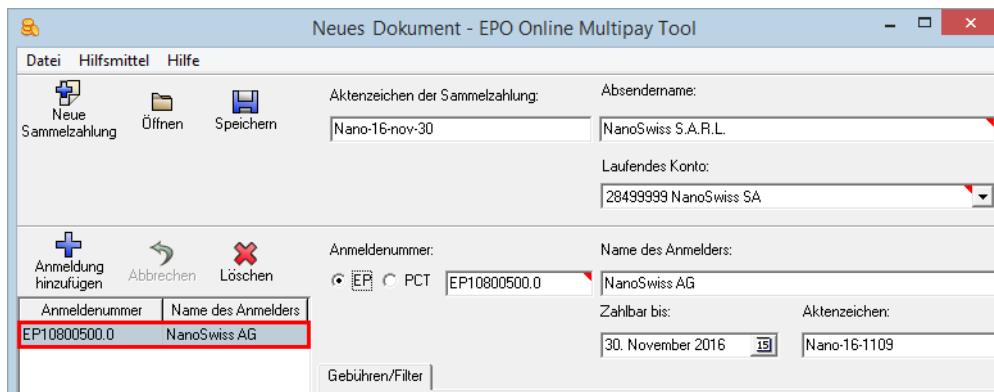 Neues Dokument - EPO Online Multipay Tool
Datei Hilfsmittel Hilfe
Neue Sammelzahlung
Öffnen
Speichern
Aktenzeichen der Sammelzahlung:
Nano-16-nov-30
Absendername:
NanoSwiss S.A.R.L.
Laufendes Konto:
28499999 NanoSwiss SA
Anmeldung hinzufügen
Abbrechen
Löschen
Anmeldenummer:
EP PCT EP10800500.0
Name des Anmelders:
NanoSwiss AG
Anmeldenummer Name des Anmelders
EP10800500.0 NanoSwiss AG
Zahlbar bis:
30. November 2016 15
Aktenzeichen:
Nano-16-1109
Gebühren/Filter